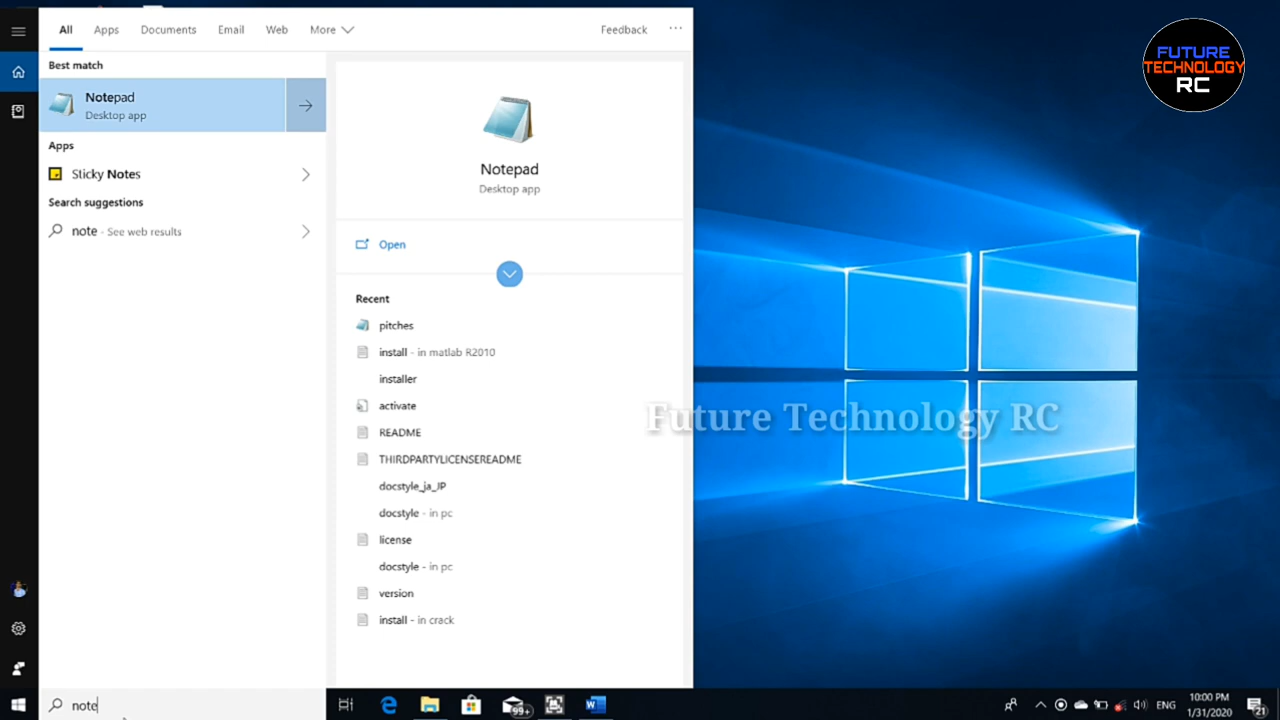 All Apps Documents Email Web More Feedback ...
FUTURE
TECHNOLOGY
RC
Best match
Notepad
Desktop app
Apps
Sticky Notes
Search suggestions
note - See web results
Notepad
Desktop app
Open
Recent
pitches
install - in matlab R2010
installer
activate
README
THIRDPARTYLICENSEREADME
docstyle_ja_JP
docstyle - in pc
license
docstyle - in pc
version
install - in crack
Future Technology RC
note
99+
ENG
10:00 PM
1/31/2020
21